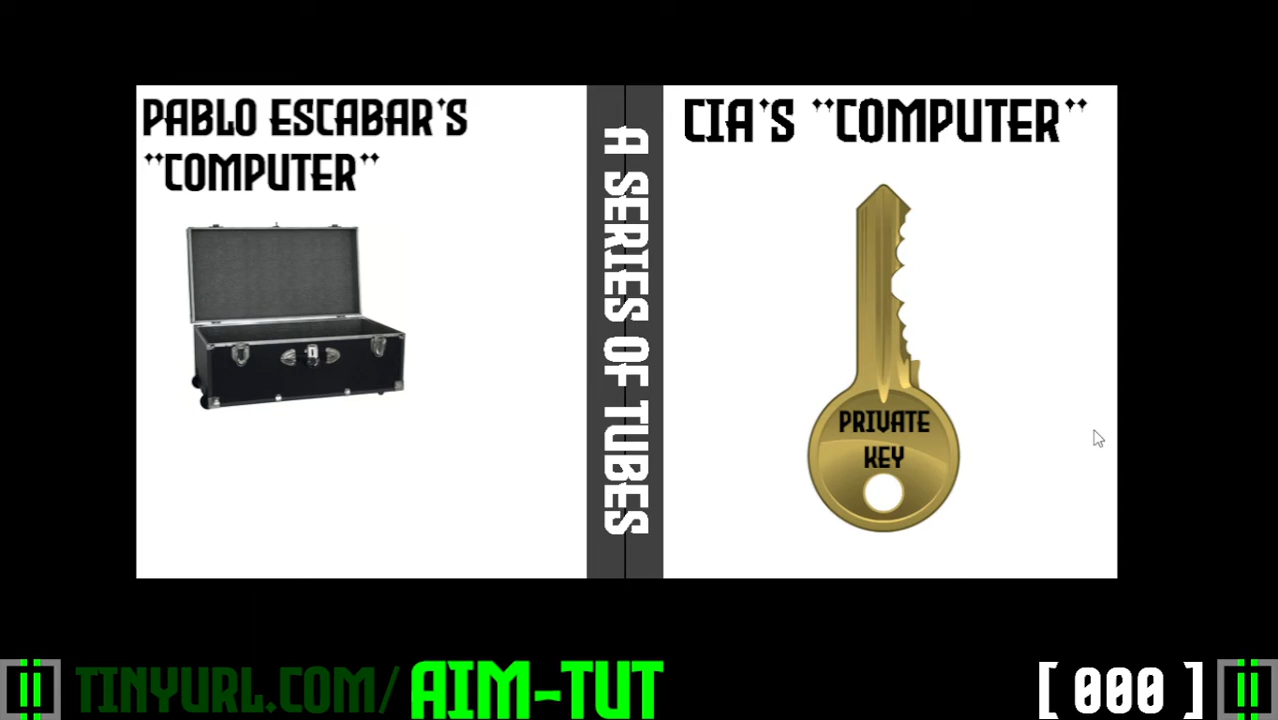 PABLO ESCABAR'S
"COMPUTER"
A SERIES OF TUBES
CIA'S "COMPUTER"
PRIVATE
KEY
TINYURL.COM/AIM-TUT
[ 000 ]